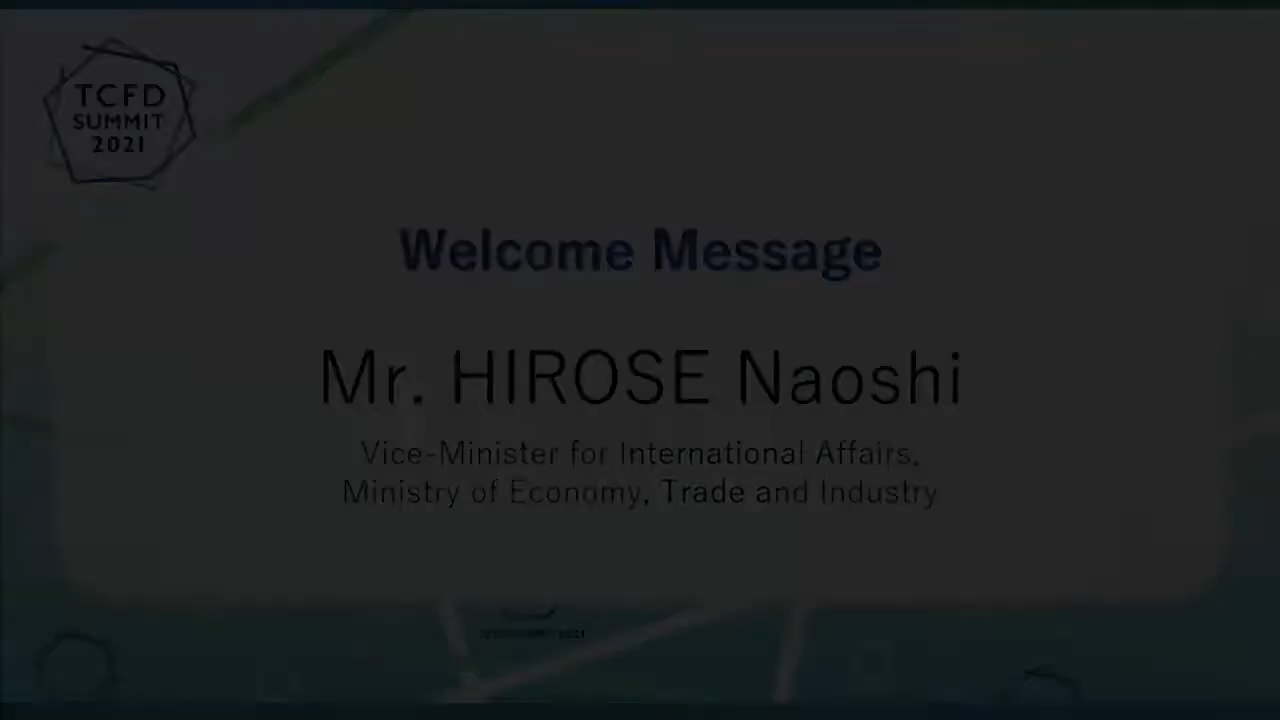 TCFD
SUMMIT
2021
Welcome Message
Mr. HIROSE Naoshi
Vice-Minister for International Affairs,
Ministry of Economy, Trade and Industry